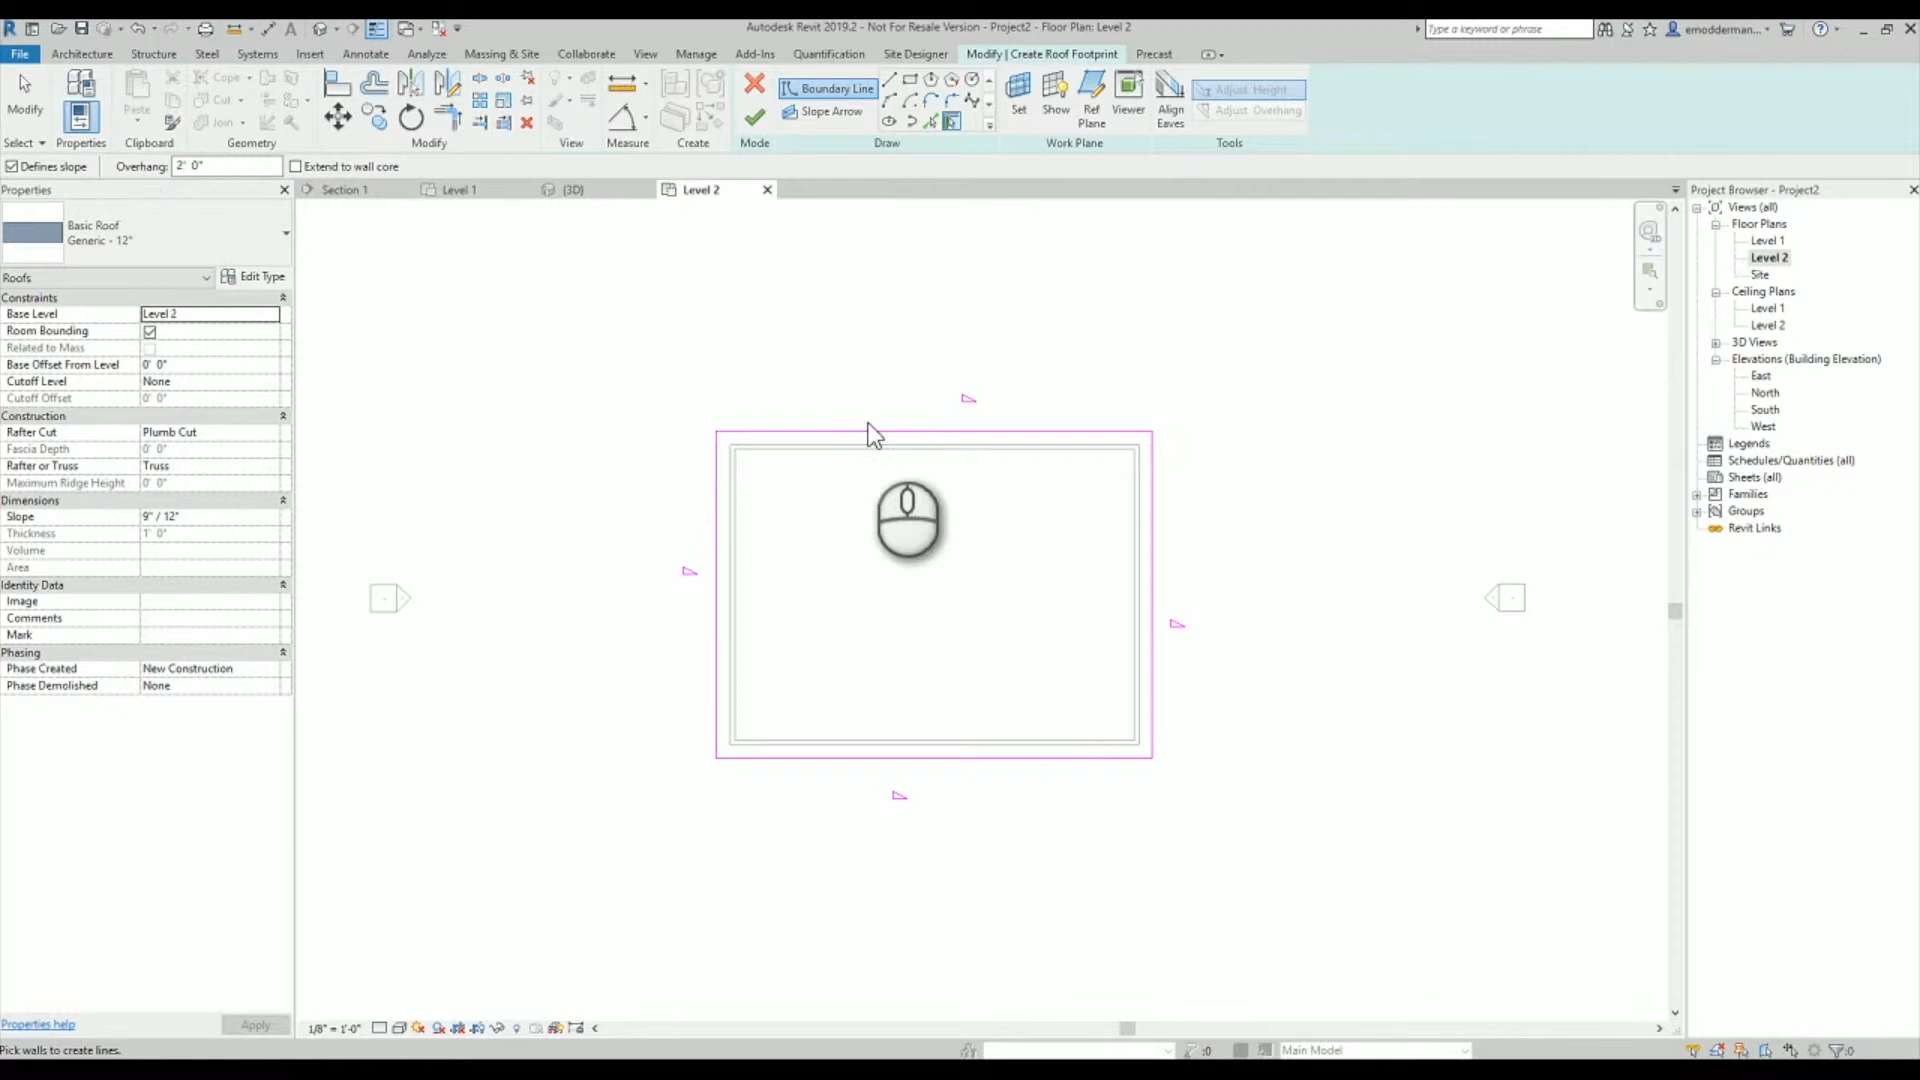 Autodesk Revit 2019.2 - Not For Resale Version - Project2 - Floor Plan: Level 2
Type a keyword or phrase
emodderman...
File Architecture Structure Steel Systems Insert Annotate Analyze Massing & Site Collaborate View Manage Add-Ins Quantification Site Designer Modify | Create Roof Footprint Precast
Modify
Paste
Cope
Cut
Join
Boundary Line
Slope Arrow
Set
Show
Ref Plane
Viewer
Align Eaves
Adjust Height
Adjust Overhang
Select Properties Clipboard Geometry Modify View Measure Create Mode Draw Work Plane Tools
Defines slope Overhang: 2' 0" Extend to wall core
Properties
Section 1 Level 1 {3D} Level 2
Project Browser - Project2
Basic Roof
Generic - 12"
Roofs Edit Type
Constraints
Base Level Level 2
Room Bounding
Related to Mass
Base Offset From Level 0' 0"
Cutoff Level None
Cutoff Offset 0' 0"
Construction
Rafter Cut Plumb Cut
Fascia Depth 0' 0"
Rafter or Truss Truss
Maximum Ridge Height 0' 0"
Dimensions
Slope 9" / 12"
Thickness 1' 0"
Volume
Area
Identity Data
Image
Comments
Mark
Phasing
Phase Created New Construction
Phase Demolished None
Views (all)
Floor Plans
Level 1
Level 2
Site
Ceiling Plans
Level 1
Level 2
3D Views
Elevations (Building Elevation)
East
North
South
West
Legends
Schedules/Quantities (all)
Sheets (all)
Families
Groups
Revit Links
Properties help Apply
1/8" = 1'-0"
Pick walls to create lines.
:0
Main Model
:0